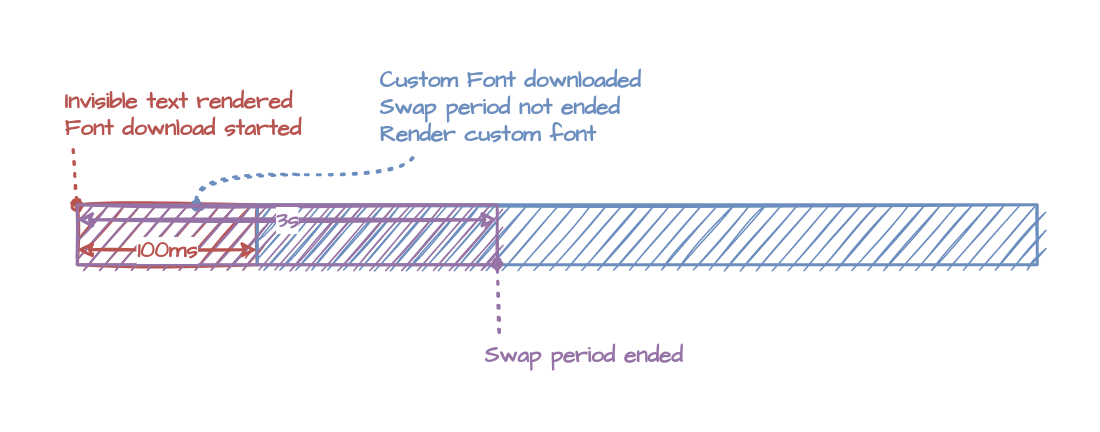 Custom Font downloaded
Swap period not ended
Render custom font
Invisible text rendered
Font download started
3s
100ms
Swap period ended